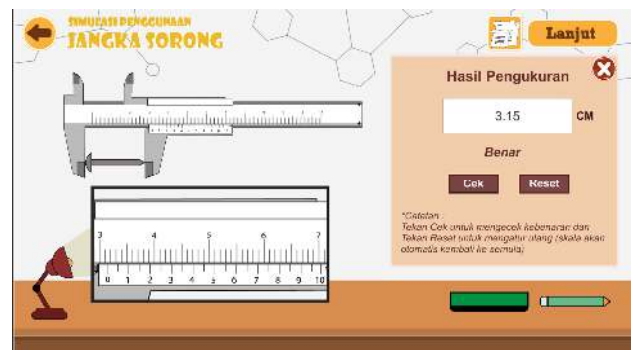 SIMULASI PENGGUNAAN
JANGKA SORONG
Lanjut
Hasil Pengukuran
3.15 CM
Benar
Cek Reset
*Catatan :
Tekan Cek untuk mengecek kebenaran dan
Tekan Reset untuk mengatur ulang (skala akan
otomatis kembali ke semula)
3 4 5 6 7
0 1 2 3 4 5 6 7 8 9 10